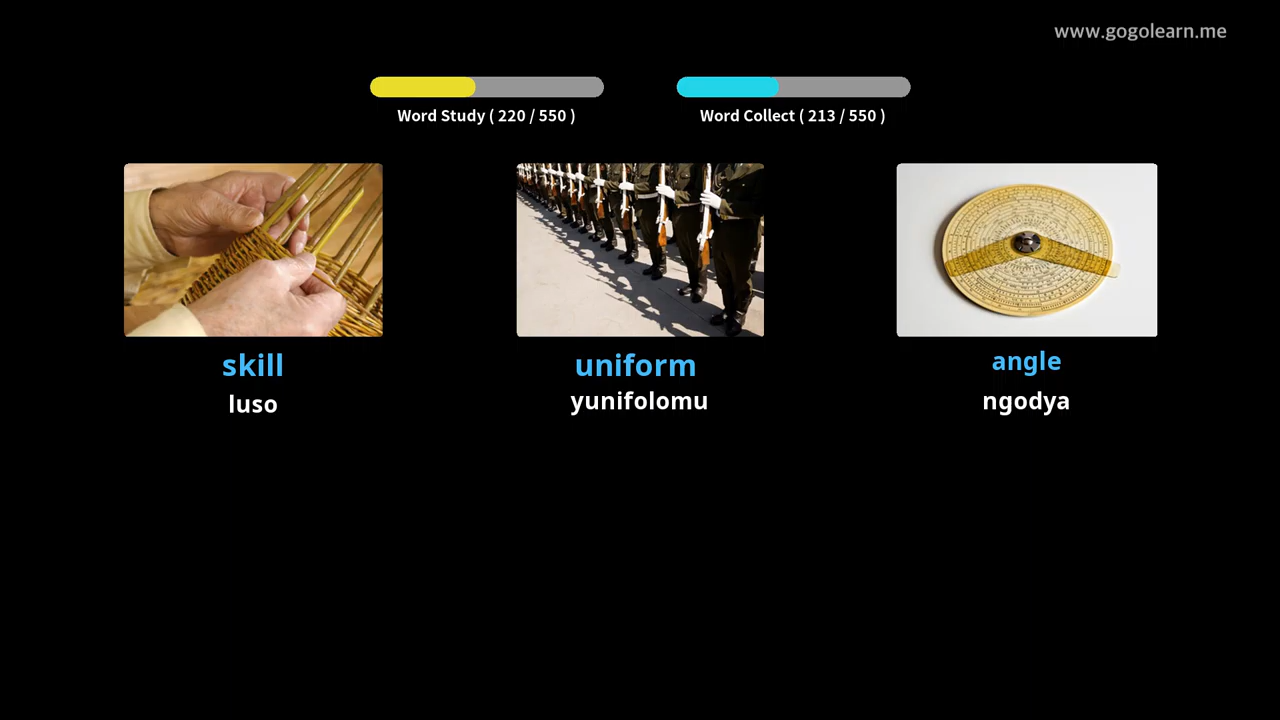 www.gogolearn.me
Word Study ( 220 / 550 )
Word Collect ( 213 / 550 )
skill
luso
uniform
yunifolomu
angle
ngodya